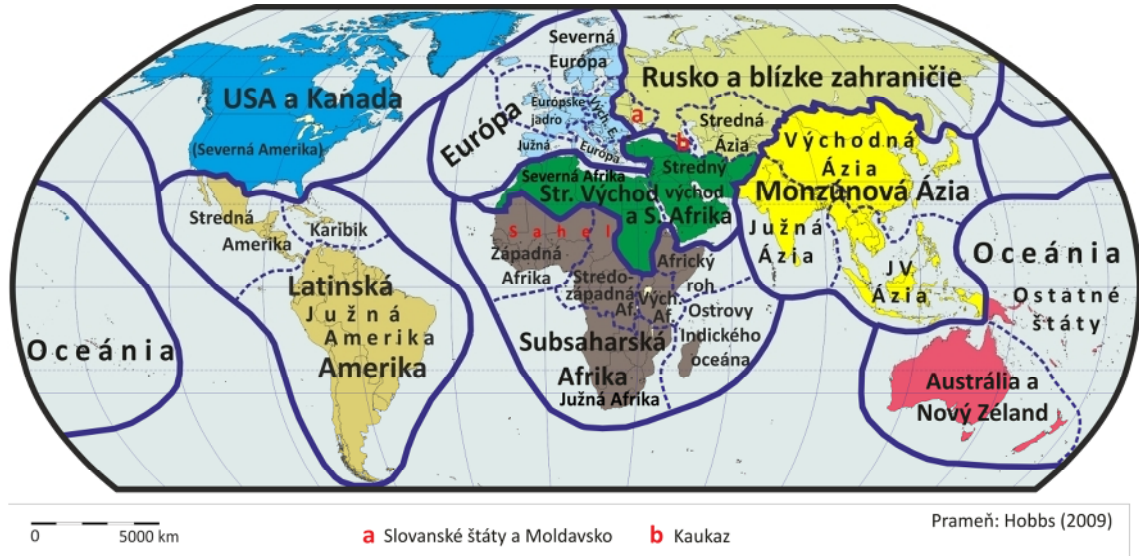 Severná
Európa
Rusko a blízke zahraničie
USA a Kanada
(Severná Amerika)
Európa
Európske
jadro
Vých. E.
Južná
Európa
a
b
Stredná
Ázia
Východná
Ázia
Monzúnová Ázia
Južná
Ázia
JV
Ázia
Severná Afrika
Stredný
východ
Str. Východ
a S. Afrika
Stredná
Amerika
Karibik
Latinská
Južná
Amerika
Amerika
Sahel
Západná
Afrika
Stredo-
západná
Af.
Africký
roh
Vých.
Af.
Ostrovy
Indického
oceána
Subsaharská
Afrika
Južná Afrika
Oceánia
Oceánia
Ostatné
štáty
Austrália a
Nový Zéland
0 5000 km
a Slovanské štáty a Moldavsko
b Kaukaz
Prameň: Hobbs (2009)